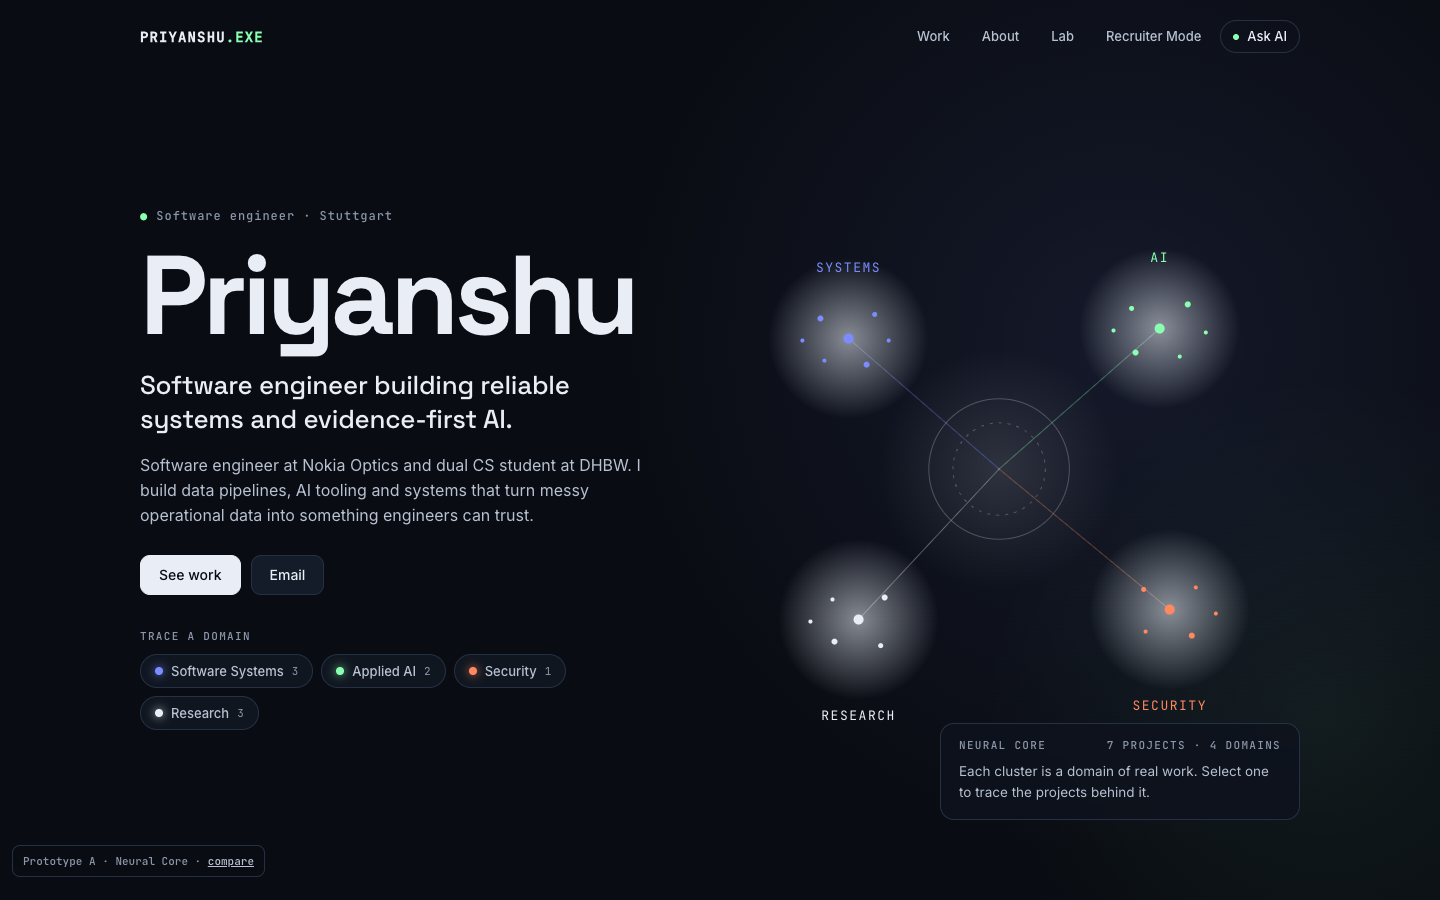 PRIYANSHU.EXE
Work About Lab Recruiter Mode Ask AI
Software engineer · Stuttgart
Priyanshu
Software engineer building reliable
systems and evidence-first AI.
Software engineer at Nokia Optics and dual CS student at DHBW. I
build data pipelines, AI tooling and systems that turn messy
operational data into something engineers can trust.
See work Email
TRACE A DOMAIN
Software Systems 3 Applied AI 2 Security 1
Research 3
SYSTEMS
AI
RESEARCH
SECURITY
NEURAL CORE 7 PROJECTS · 4 DOMAINS
Each cluster is a domain of real work. Select one
to trace the projects behind it.
Prototype A · Neural Core · compare